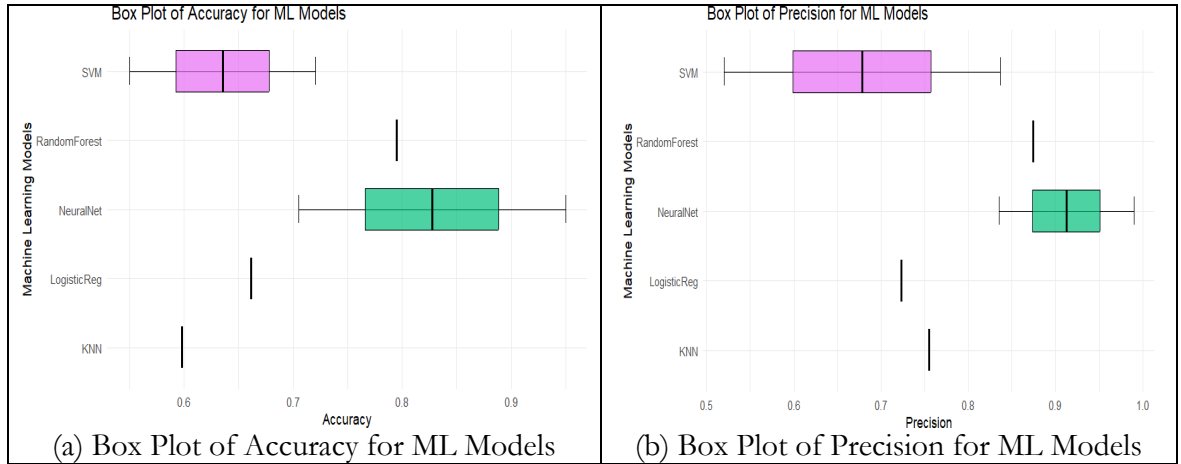 Box Plot of Accuracy for ML Models
Machine Learning Models
SVM
RandomForest
NeuralNet
LogisticReg
KNN
0.6 0.7 0.8 0.9
Accuracy
(a) Box Plot of Accuracy for ML Models
Box Plot of Precision for ML Models
Machine Learning Models
SVM
RandomForest
NeuralNet
LogisticReg
KNN
0.5 0.6 0.7 0.8 0.9 1.0
Precision
(b) Box Plot of Precision for ML Models